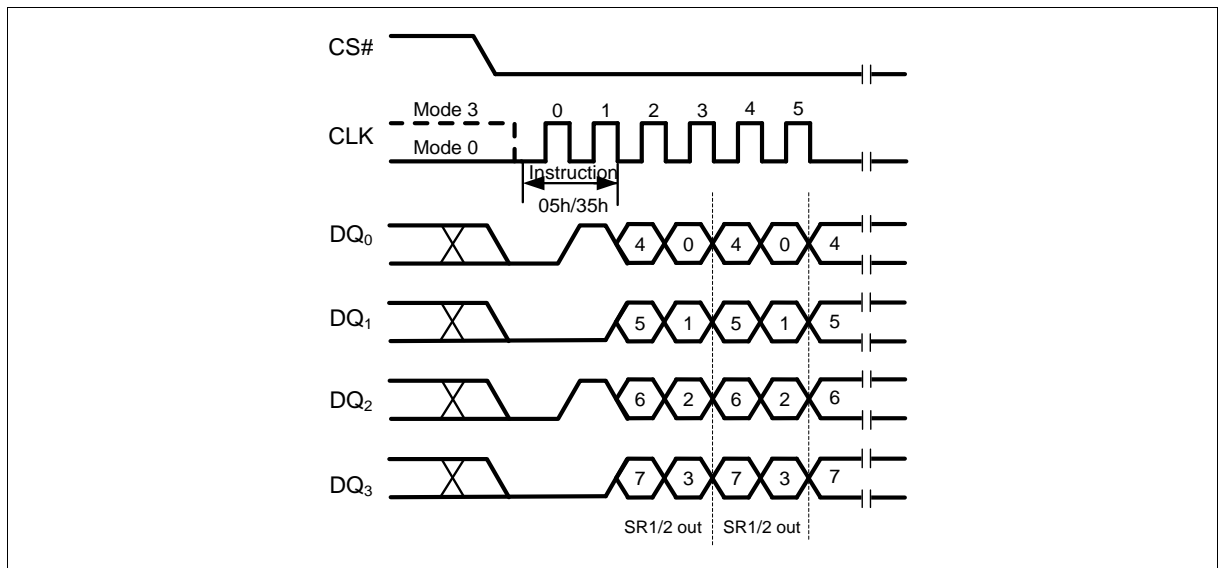 CS#
Mode 3
0 1 2 3 4 5
CLK
Mode 0
Instruction
05h/35h
DQ0
4 0 4 0 4
DQ1
5 1 5 1 5
DQ2
6 2 6 2 6
DQ3
7 3 7 3 7
SR1/2 out SR1/2 out